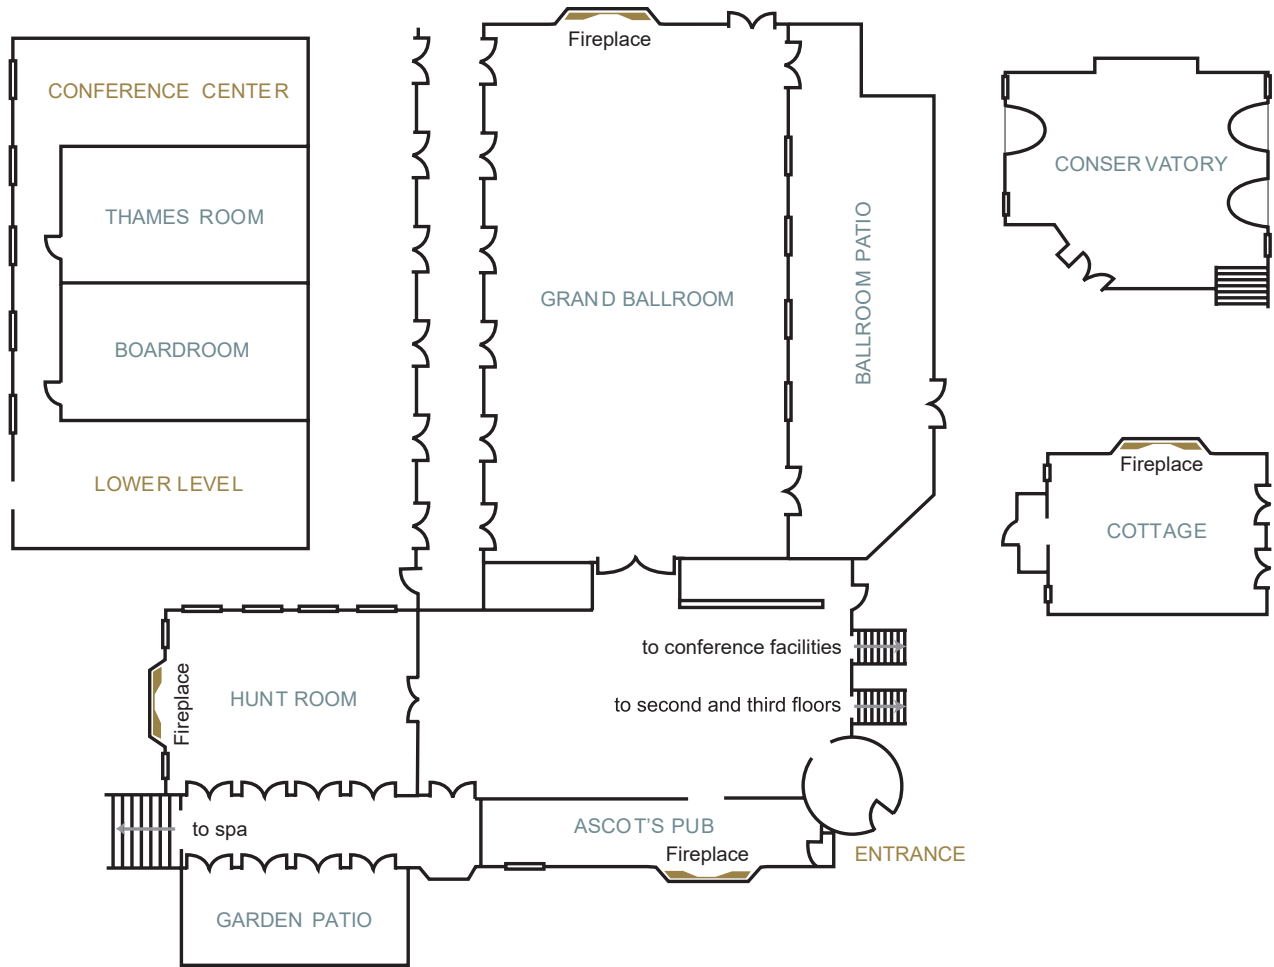 Fireplace
CONFERENCE CENTER
THAMES ROOM
BOARDROOM
LOWER LEVEL
GRAND BALLROOM
BALLROOM PATIO
CONSERVATORY
Fireplace
COTTAGE
to conference facilities
to second and third floors
Fireplace
HUNT ROOM
to spa
ASCOT'S PUB
Fireplace
ENTRANCE
GARDEN PATIO